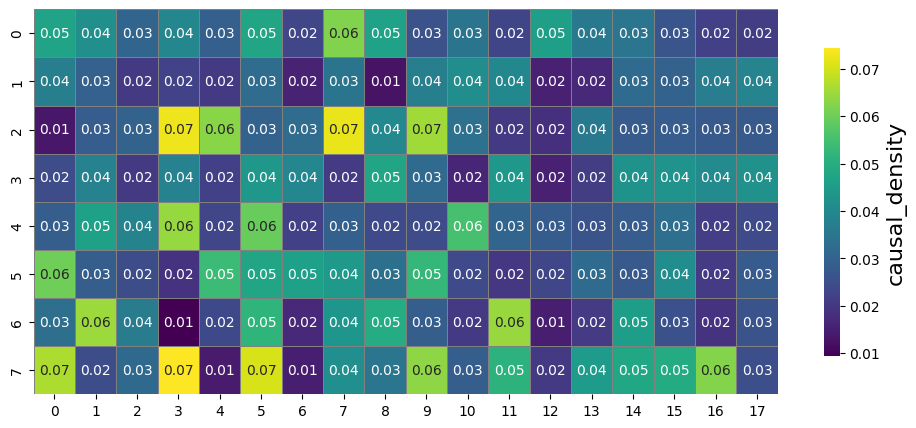 0 0.05 0.04 0.03 0.04 0.03 0.05 0.02 0.06 0.05 0.03 0.03 0.02 0.05 0.04 0.03 0.03 0.02 0.02
1 0.04 0.03 0.02 0.02 0.02 0.03 0.02 0.03 0.01 0.04 0.04 0.04 0.02 0.02 0.03 0.03 0.04 0.04
2 0.01 0.03 0.03 0.07 0.06 0.03 0.03 0.07 0.04 0.07 0.03 0.02 0.02 0.04 0.03 0.03 0.03 0.03
3 0.02 0.04 0.02 0.04 0.02 0.04 0.04 0.02 0.05 0.03 0.02 0.04 0.02 0.02 0.04 0.04 0.04 0.04
4 0.03 0.05 0.04 0.06 0.02 0.06 0.02 0.03 0.02 0.02 0.06 0.03 0.03 0.03 0.03 0.03 0.02 0.02
5 0.06 0.03 0.02 0.02 0.05 0.05 0.05 0.04 0.03 0.05 0.02 0.02 0.02 0.03 0.03 0.04 0.02 0.03
6 0.03 0.06 0.04 0.01 0.02 0.05 0.02 0.04 0.05 0.03 0.02 0.06 0.01 0.02 0.05 0.03 0.02 0.03
7 0.07 0.02 0.03 0.07 0.01 0.07 0.01 0.04 0.03 0.06 0.03 0.05 0.02 0.04 0.05 0.05 0.06 0.03
0 1 2 3 4 5 6 7 8 9 10 11 12 13 14 15 16 17
0.07
0.06
0.05
0.04
0.03
0.02
0.01
causal_density